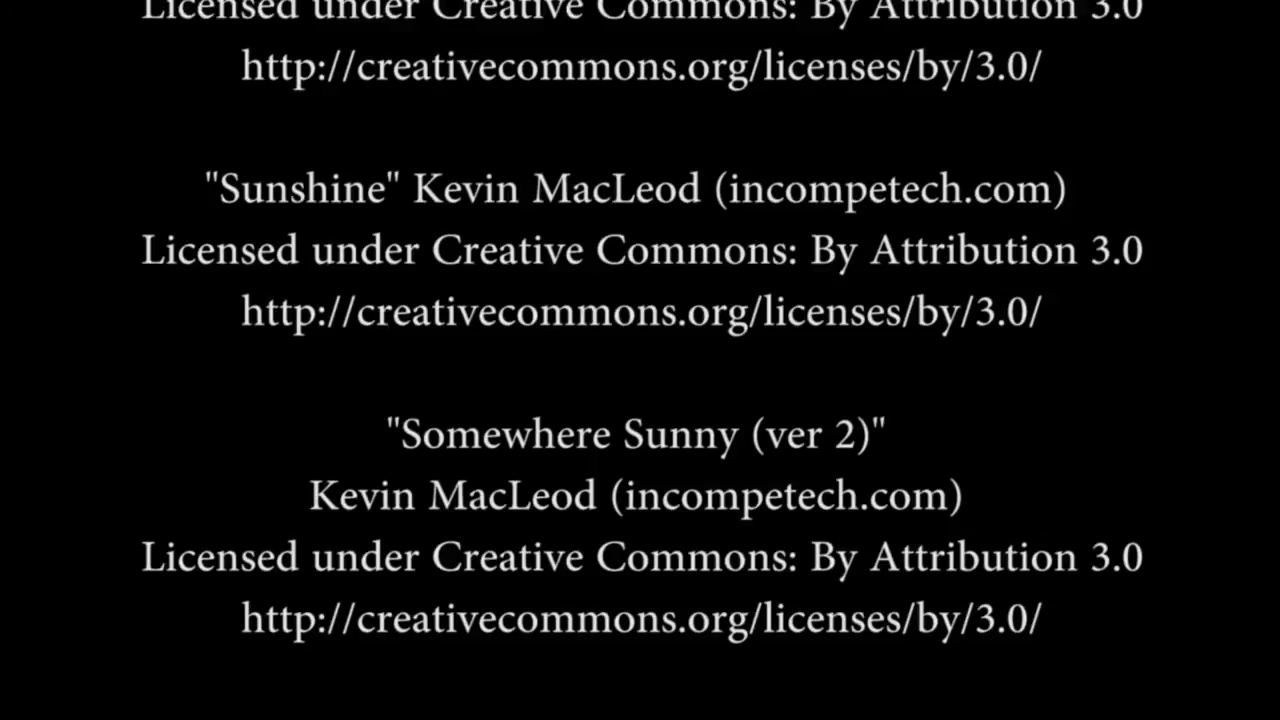 Licensed under Creative Commons: By Attribution 3.0
http://creativecommons.org/licenses/by/3.0/
"Sunshine" Kevin MacLeod (incompetech.com)
Licensed under Creative Commons: By Attribution 3.0
http://creativecommons.org/licenses/by/3.0/
"Somewhere Sunny (ver 2)"
Kevin MacLeod (incompetech.com)
Licensed under Creative Commons: By Attribution 3.0
http://creativecommons.org/licenses/by/3.0/